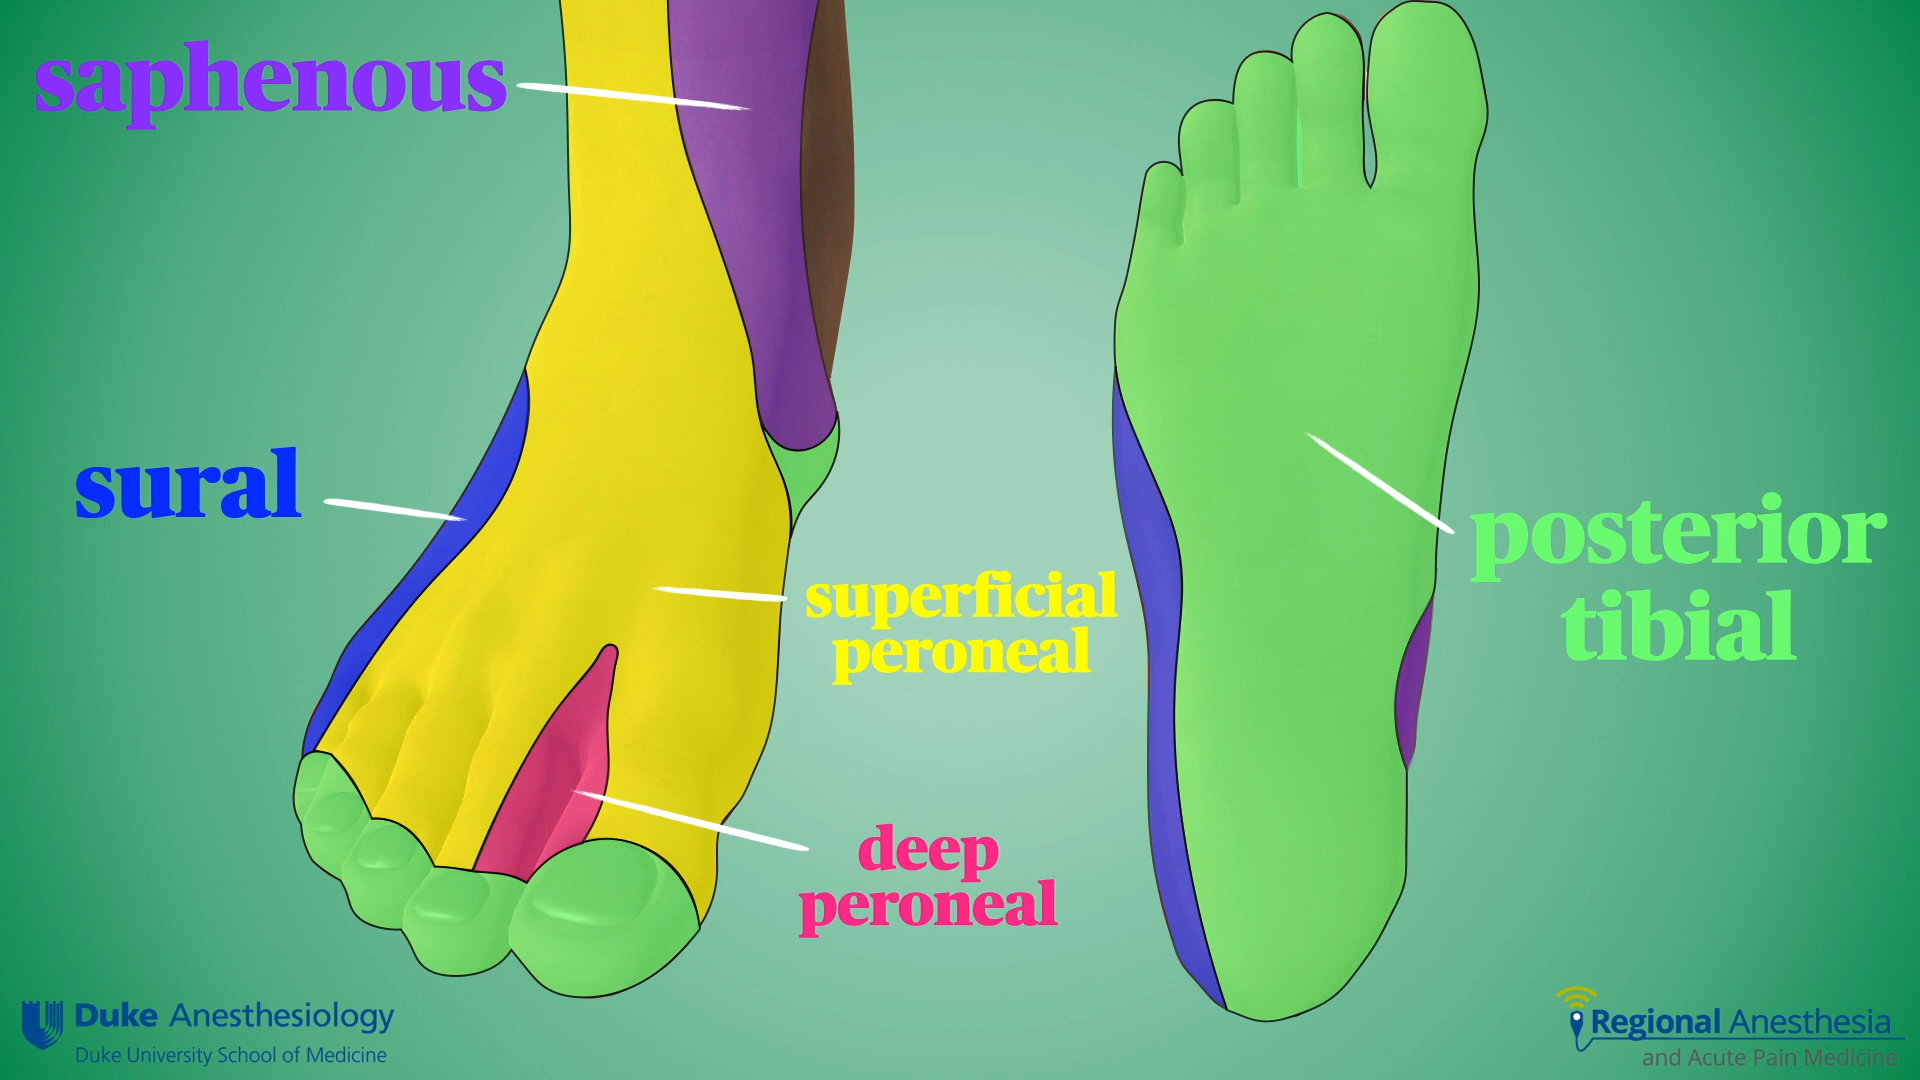 saphenous
sural
superficial
peroneal
deep
peroneal
posterior
tibial
Duke Anesthesiology
Duke University School of Medicine
Regional Anesthesia
and Acute Pain Medicine